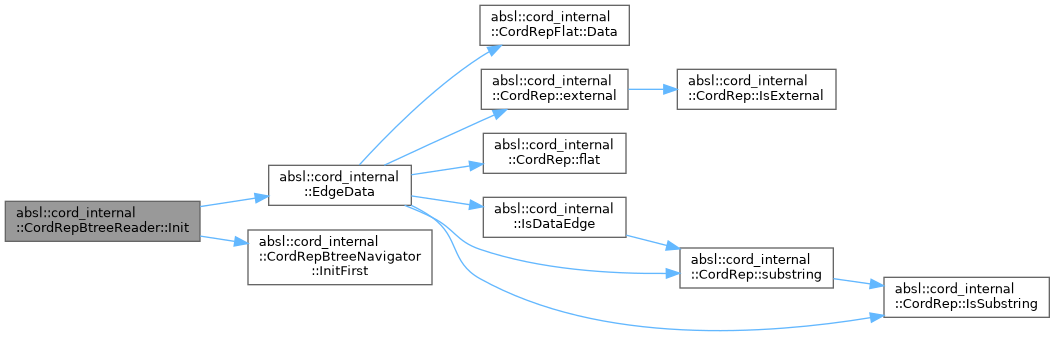 absl::cord_internal
::CordRepBtreeReader::Init
absl::cord_internal
::EdgeData
absl::cord_internal
::CordRepFlat::Data
absl::cord_internal
::CordRep::external
absl::cord_internal
::CordRep::IsExternal
absl::cord_internal
::CordRep::flat
absl::cord_internal
::IsDataEdge
absl::cord_internal
::CordRep::substring
absl::cord_internal
::CordRep::IsSubstring
absl::cord_internal
::CordRepBtreeNavigator
::InitFirst